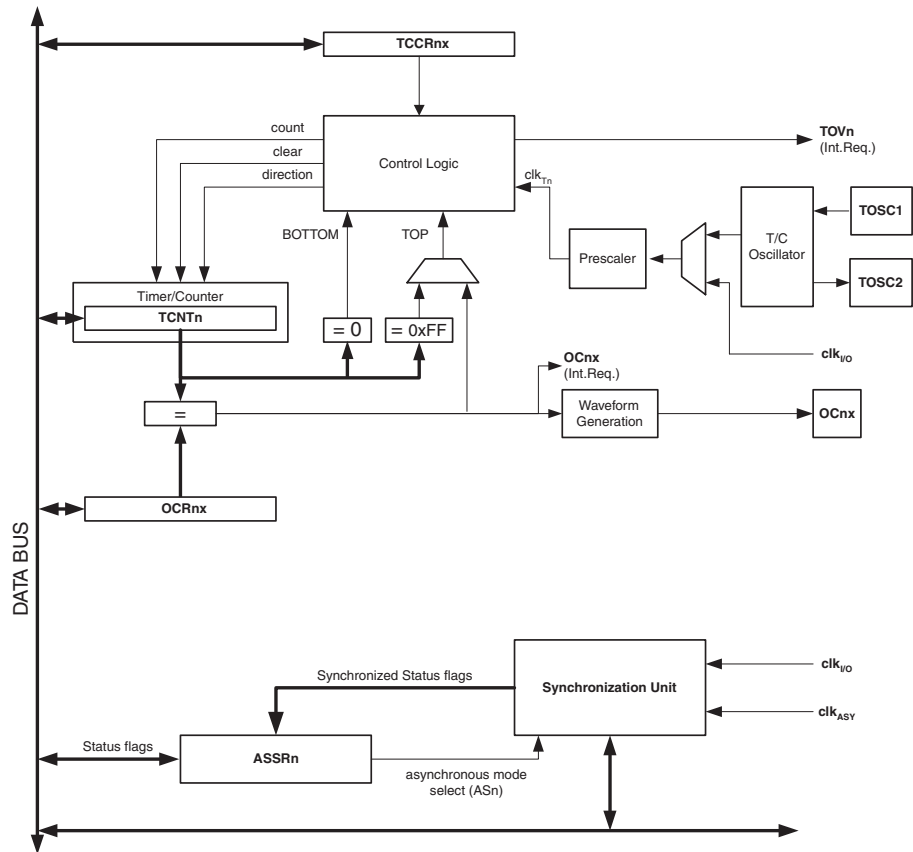 TCCRnx
count
clear
direction
Control Logic
TOVn
(Int.Req.)
clkTn
BOTTOM
TOP
Prescaler
T/C
Oscillator
TOSC1
TOSC2
Timer/Counter
TCNTn
= 0
= 0xFF
clkI/O
OCnx
(Int.Req.)
=
Waveform
Generation
OCnx
OCRnx
DATA BUS
Synchronized Status flags
Synchronization Unit
clkI/O
clkASY
Status flags
ASSRn
asynchronous mode
select (ASn)